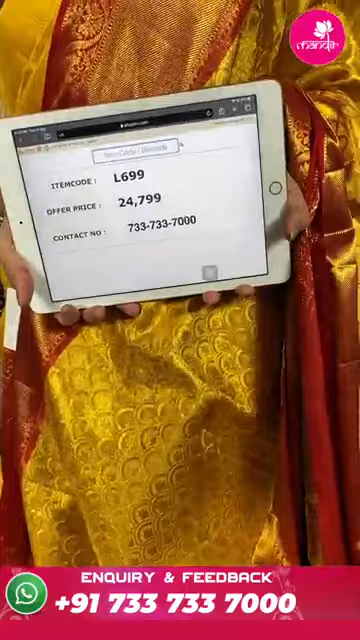 ITEMCODE : L699
OFFER PRICE : 24,799
CONTACT NO : 733-733-7000
ENQUIRY & FEEDBACK
+91 733 733 7000